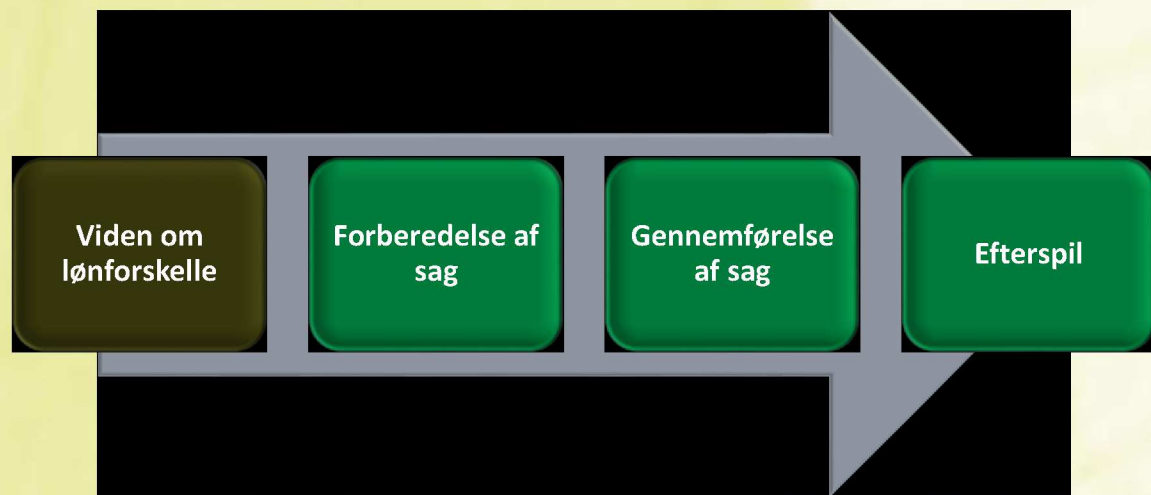 Viden om
lønforskelle
Forberedelse af
sag
Gennemførelse
af sag
Efterspil